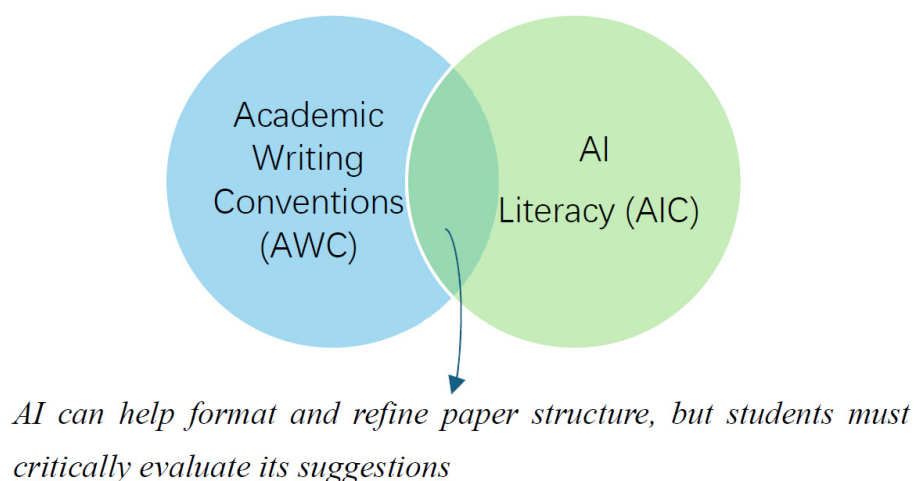 Academic
Writing
Conventions
(AWC)
AI
Literacy (AIC)
AI can help format and refine paper structure, but students must
critically evaluate its suggestions